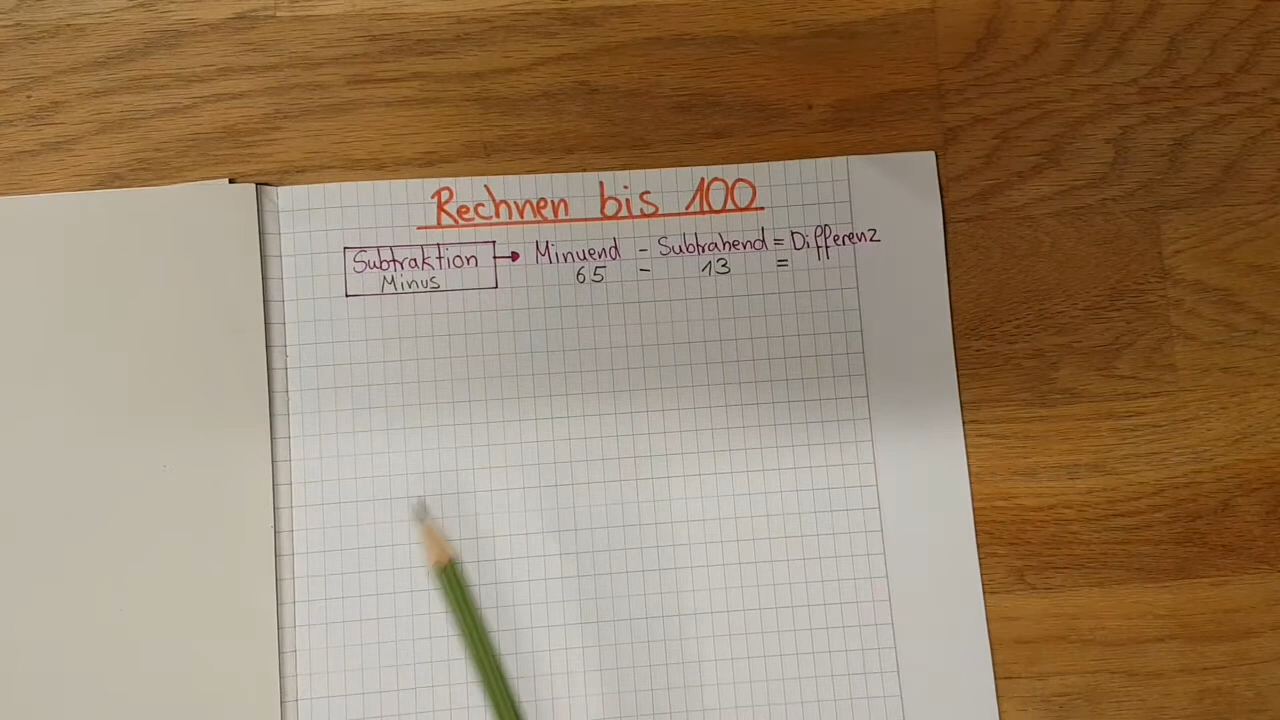 Rechnen bis 100
Subtraktion Minuend - Subtrahend = Differenz
Minus 65 - 13 =